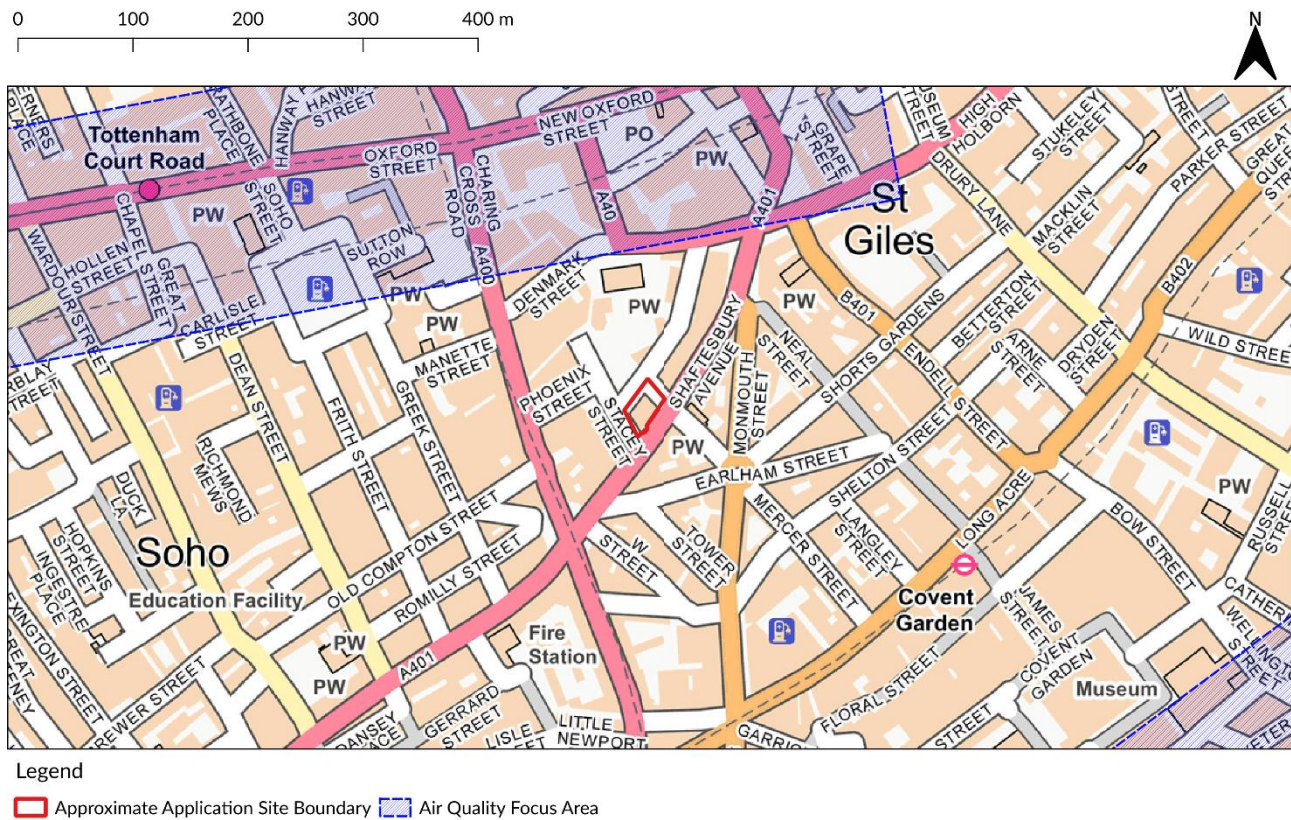 0 100 200 300 400 m
N
ERNERS
PLACE
RATHBONE
PLACE
HANWAY
HANWAY
STREET
Tottenham
Court Road
OXFORD
STREET
NEW OXFORD
STREET
PO
PW
GRAPE
STREET
HIGH
HOLBORN
STUKELEY
STREET
STREET
PARKER STREET
GREAT
MACKLIN
STREET
DRURY LANE
CHARING
CROSS
ROAD
A40
A401
St
Giles
SOHO
STREET
PW
CHAPEL
STREET
HOLLEN
STREET
GREAT
WARDOUR STREET
SUTTON
ROW
A400
CARLISLE
STREET
PW
PW
DENMARK
STREET
PW
PW
B401
B402
WILD STREET
BETTERTON
STREET
ARNE
STREET
DRYDEN
STREET
SHORTS GARDENS
ENDELL STREET
NEAL
STREET
MONMOUTH
STREET
SHAFTESBURY
AVENUE
MANETTE
STREET
PHOENIX
STREET
STACEY
STREET
PW
DEAN STREET
FRITH STREET
GREEK STREET
STREET
RICHMOND
MEWS
DUCK
LA
HOPKINS
STREET
INGESTRE
PLACE
EARLHAM STREET
SHELTON STREET
MERCER STREET
LANGLEY
STREET
TOWER
STREET
W
STREET
LONG ACRE
BOW STREET
PW
RUSSELL
Soho
Education Facility
OLD COMPTON STREET
ROMILLY STREET
Covent
Garden
JAMES
STREET
COVENT
GARDEN
Museum
FLORAL STREET
PW
PW
A401
Fire
Station
BREWER STREET
GERRARD
STREET
LISLE
LITTLE
NEWPORT
STREET
Legend
Approximate Application Site Boundary
Air Quality Focus Area